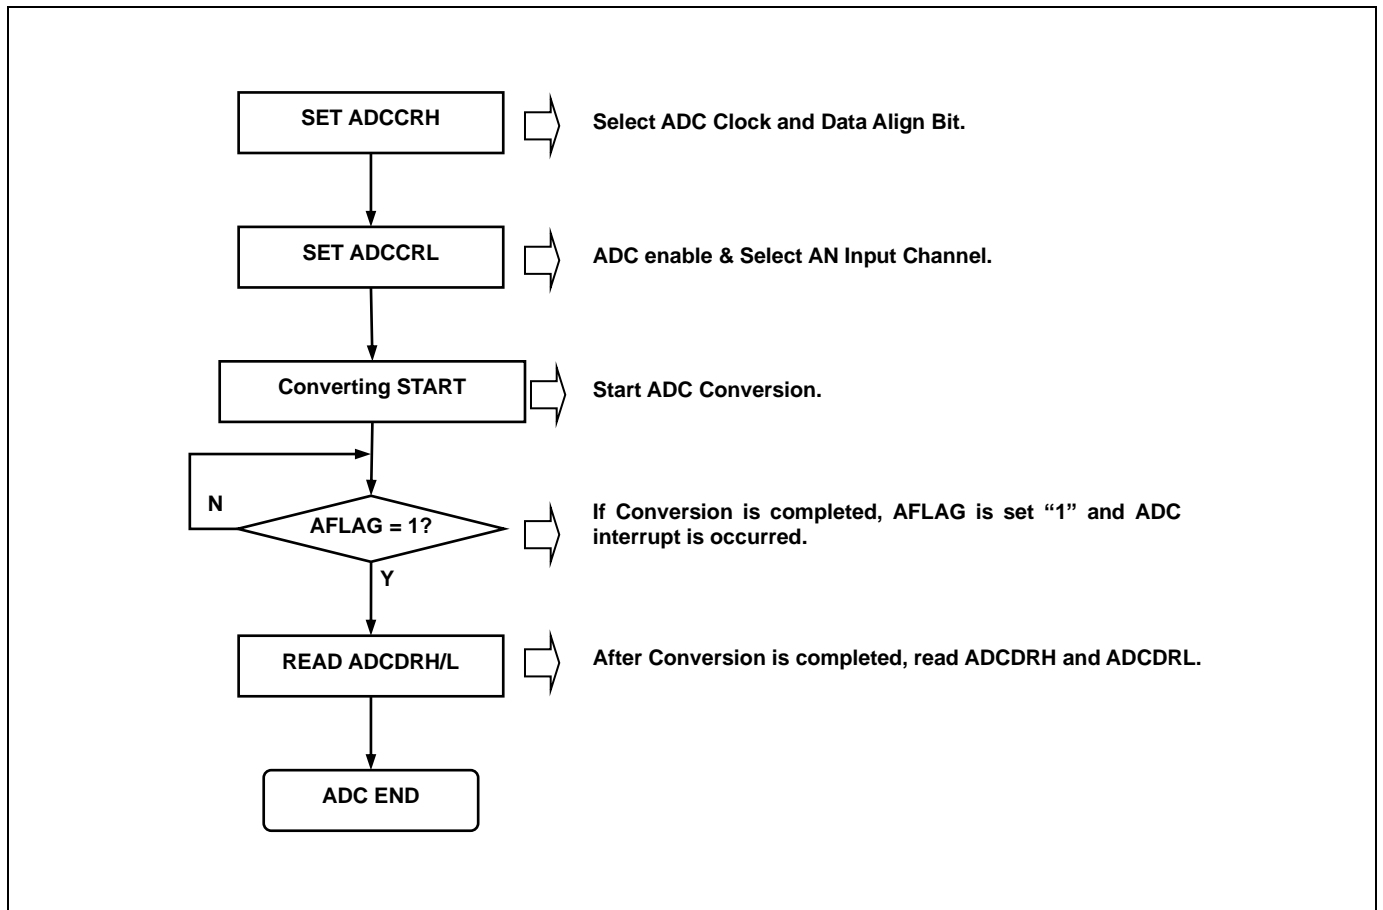 SET ADCCRH
Select ADC Clock and Data Align Bit.
SET ADCCRL
ADC enable & Select AN Input Channel.
Converting START
Start ADC Conversion.
N
AFLAG = 1?
If Conversion is completed, AFLAG is set “1” and ADC
interrupt is occurred.
Y
READ ADCDRH/L
After Conversion is completed, read ADCDRH and ADCDRL.
ADC END